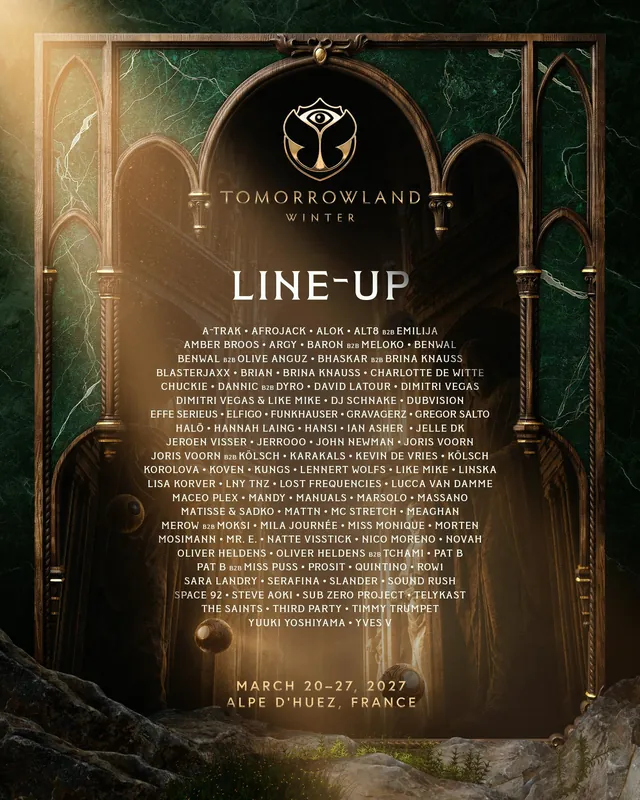 TOMORROWLAND
WINTER
LINE-UP
A-TRAK • AFROJACK • ALOK • ALT8 B2B EMILIJA
AMBER BROOS • ARGY • BARON B2B MELOKO • BENWAL
BENWAL B2B OLIVE ANGUZ • BHASKAR B2B BRINA KNAUSS
BLASTERJAXX • BRIAN • BRINA KNAUSS • CHARLOTTE DE WITTE
CHUCKIE • DANNIC B2B DYRO • DAVID LATOUR • DIMITRI VEGAS
DIMITRI VEGAS & LIKE MIKE • DJ SCHNAKE • DUBVISION
EFFE SERIEUS • ELFIGO • FUNKHAUSER • GRAVAGERZ • GREGOR SALTO
HALŌ • HANNAH LAING • HANSI • IAN ASHER • JELLE DK
JEROEN VISSER • JERROOO • JOHN NEWMAN • JORIS VOORN
JORIS VOORN B2B KÖLSCH • KARAKALS • KEVIN DE VRIES • KÖLSCH
KOROLOVA • KOVEN • KUNGS • LENNERT WOLFS • LIKE MIKE • LINSKA
LISA KORVER • LNY TNZ • LOST FREQUENCIES • LUCCA VAN DAMME
MACEO PLEX • MANDY • MANUALS • MARSOLO • MASSANO
MATISSE & SADKO • MATTN • MC STRETCH • MEAGHAN
MEROW B2B MOKSI • MILA JOURNÉE • MISS MONIQUE • MORTEN
MOSIMANN • MR. E. • NATTE VISSTICK • NICO MORENO • NOVAH
OLIVER HELDENS • OLIVER HELDENS B2B TCHAMI • PAT B
PAT B B2B MISS PUSS • PROSIT • QUINTINO • ROWI
SARA LANDRY • SERAFINA • SLANDER • SOUND RUSH
SPACE 92 • STEVE AOKI • SUB ZERO PROJECT • TELYKAST
THE SAINTS • THIRD PARTY • TIMMY TRUMPET
YUUKI YOSHIYAMA • YVES V
MARCH 20-27, 2027
ALPE D'HUEZ, FRANCE